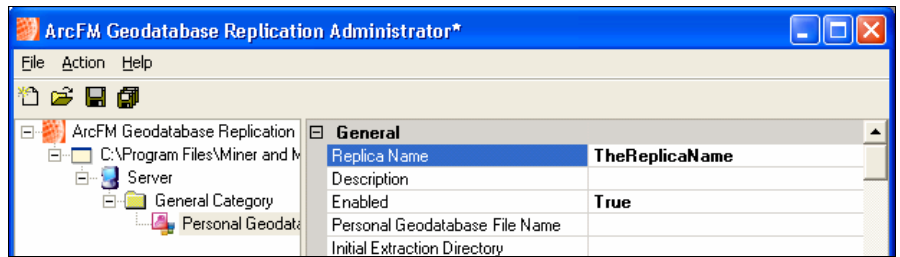 ArcFM Geodatabase Replication Administrator*
File Action Help
ArcFM Geodatabase Replication
C:\Program Files\Miner and M
Server
General Category
Personal Geodata
General
Replica Name TheReplicaName
Description
Enabled True
Personal Geodatabase File Name
Initial Extraction Directory